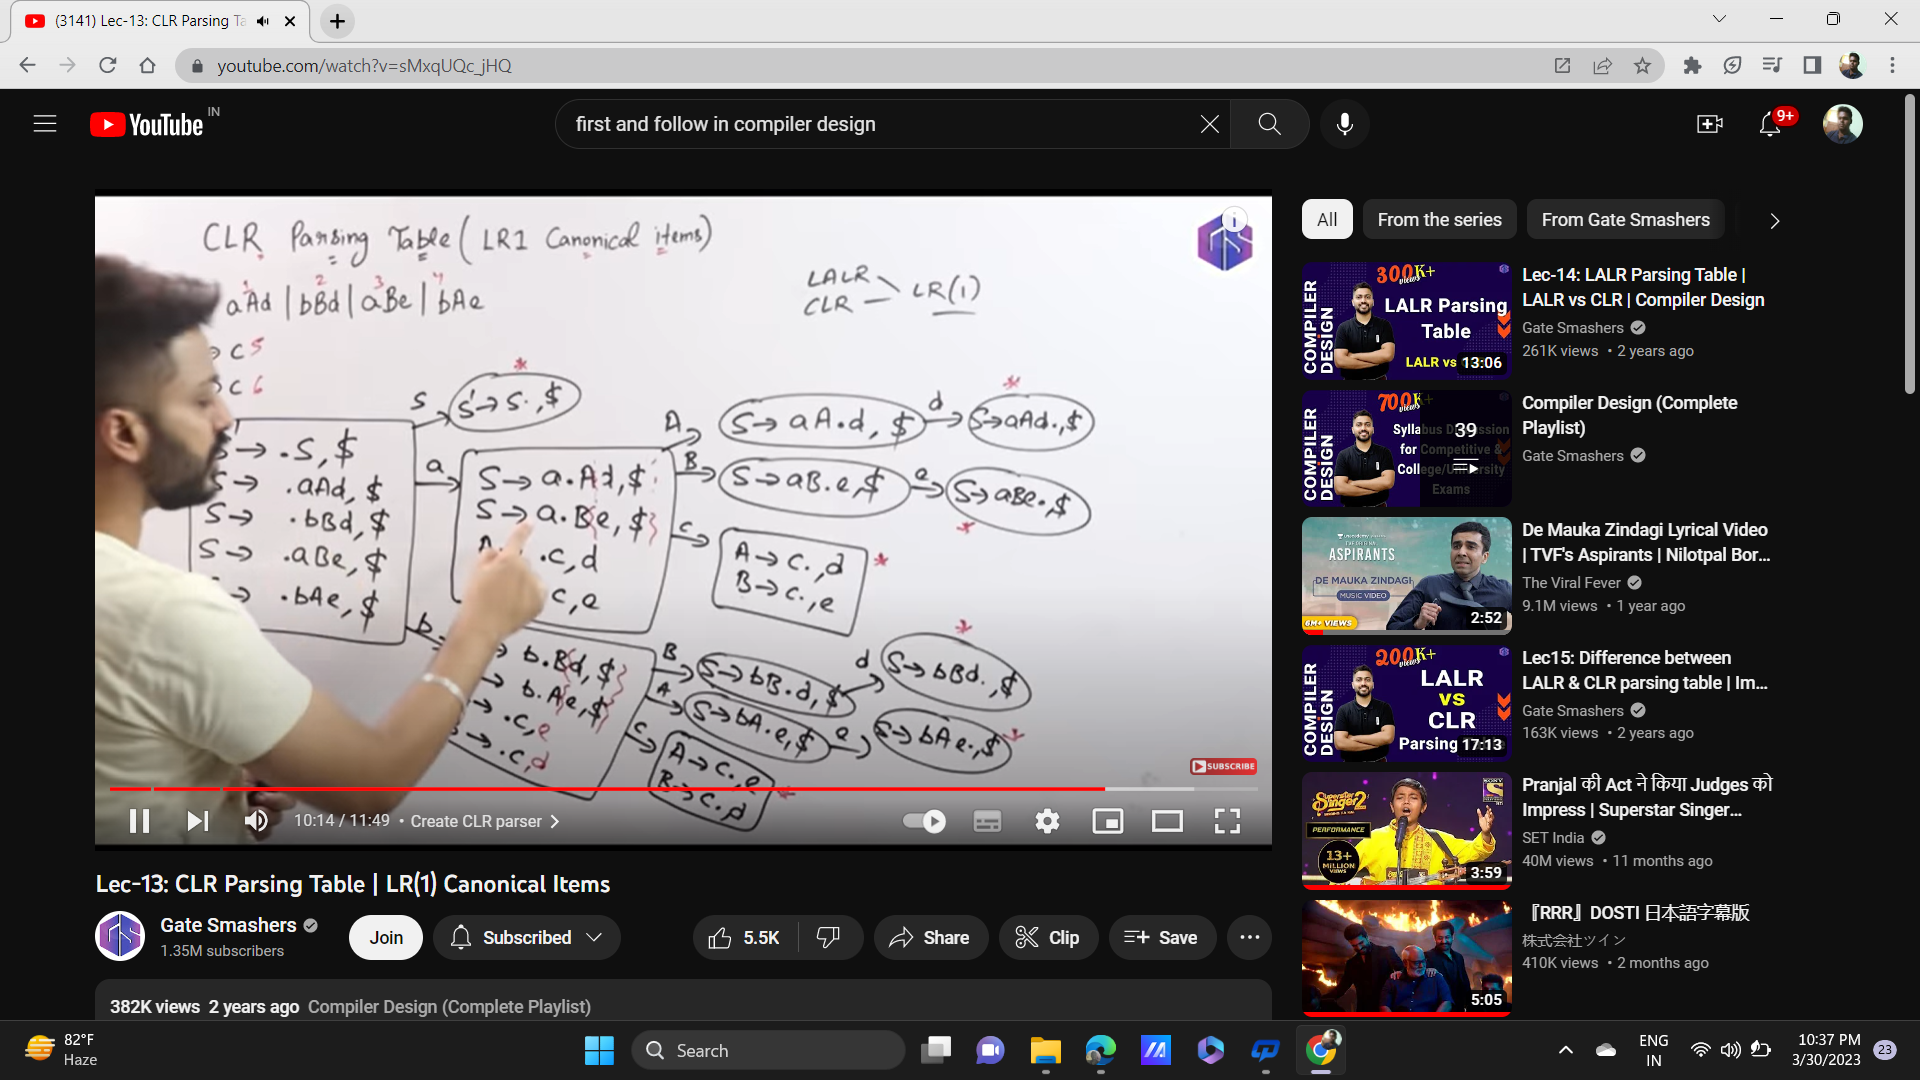 (3141) Lec-13: CLR Parsing Ta
youtube.com/watch?v=sMxqUQc_jHQ
YouTube IN
first and follow in compiler design
9+
CLR Parsing Table (LR1 Canonical items)
1 2 3 4
aAd | bBd | aBe | bAe
c 5
c 6
LALR
CLR
LR(1)
S
S'→ S., $
→ .S, $
S→ .aAd, $
S→ .bBd, $
S→ .aBe, $
→ .bAe, $
a
S→ a.Ad, $
S→ a.Be, $
.c, d
c, e
A
S→ aA.d, $
d
S→aAd., $
B
S→aB.e, $
e
S→aBe., $
c
A→c., d
B→c., e
b
b.Bd, $
→ b.Ae, $
→ .c, e
→ .c, d
B
S→bB.d, $
d
S→bBd., $
A
S→bA.e, $
e
S→bAe., $
c
A→c., e
B→c., d
SUBSCRIBE
10:14 / 11:49 • Create CLR parser
Lec-13: CLR Parsing Table | LR(1) Canonical Items
Gate Smashers
1.35M subscribers
Join
Subscribed
5.5K
Share
Clip
Save
382K views 2 years ago Compiler Design (Complete Playlist)
All
From the series
From Gate Smashers
COMPILER DESIGN
300K+ views
LALR Parsing
Table
LALR vs
13:06
Lec-14: LALR Parsing Table |
LALR vs CLR | Compiler Design
Gate Smashers
261K views • 2 years ago
COMPILER DESIGN
700K+
Syllabus Discussion
for Competitive &
College/University
Exams
39
Compiler Design (Complete
Playlist)
Gate Smashers
ASPIRANTS
DE MAUKA ZINDAGI
MUSIC VIDEO
6M+ VIEWS
2:52
De Mauka Zindagi Lyrical Video
| TVF's Aspirants | Nilotpal Bor...
The Viral Fever
9.1M views • 1 year ago
COMPILER DESIGN
200K+ views
LALR
VS
CLR
Parsing
17:13
Lec15: Difference between
LALR & CLR parsing table | Im...
Gate Smashers
163K views • 2 years ago
Superstar Singer 2
PERFORMANCE
13+
MILLION
VIEWS
SONY
3:59
Pranjal की Act ने किया Judges को
Impress | Superstar Singer...
SET India
40M views • 11 months ago
5:05
『RRR』DOSTI 日本語字幕版
株式会社ツイン
410K views • 2 months ago
82°F
Haze
Search
ENG
IN
10:37 PM
3/30/2023
23